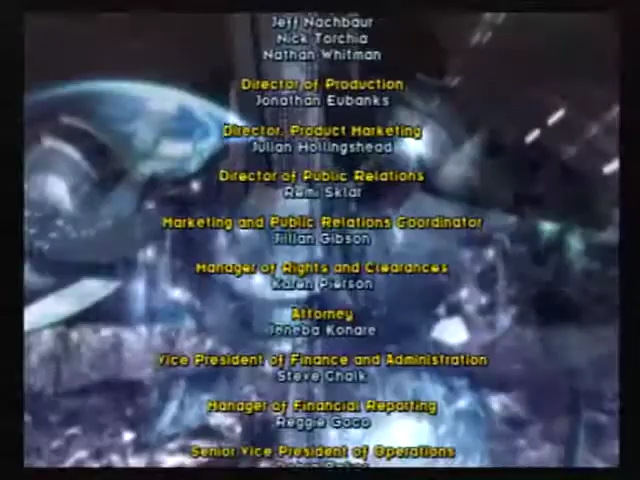 Jeff Nachbaur
Nick Torchia
Nathan Whitman
Director of Production
Jonathan Eubanks
Director, Product Marketing
Julian Hollingshead
Director of Public Relations
Remi Sklar
Marketing and Public Relations Coordinator
Jillian Gibson
Manager of Rights and Clearances
Karen Pierson
Attorney
Jeneba Konare
Vice President of Finance and Administration
Steve Chalk
Manager of Financial Reporting
Reggie Goco
Senior Vice President of Operations